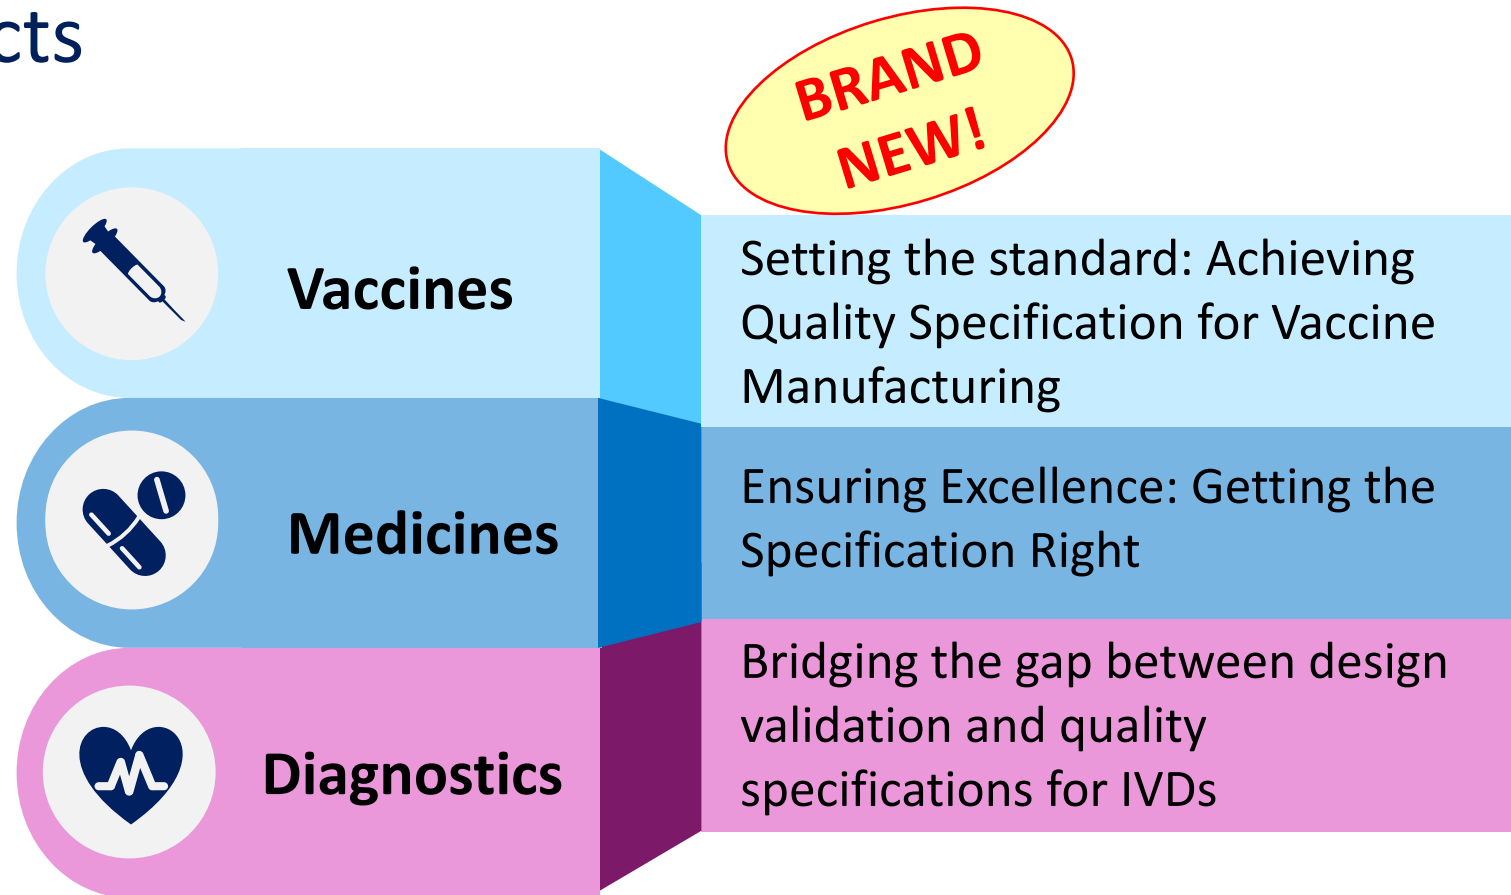 cts
BRAND
NEW!
Vaccines
Setting the standard: Achieving
Quality Specification for Vaccine
Manufacturing
Medicines
Ensuring Excellence: Getting the
Specification Right
Diagnostics
Bridging the gap between design
validation and quality
specifications for IVDs